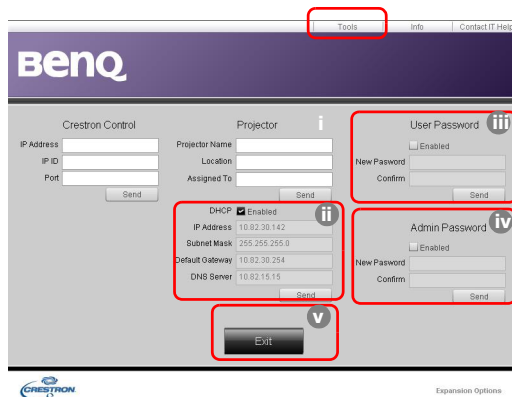 Tools Info Contact IT Help
BenQ
Crestron Control
IP Address
IP ID
Port
Send
Projector i
Projector Name
Location
Assigned To
Send
ii
DHCP Enabled
IP Address 10.82.30.142
Subnet Mask 255.255.255.0
Default Gateway 10.82.30.254
DNS Server 10.82.15.15
Send
v
Exit
User Password iii
Enabled
New Pasword
Confirm
Send
iv
Admin Password
Enabled
New Pasword
Confirm
Send
CRESTRON
Expansion Options